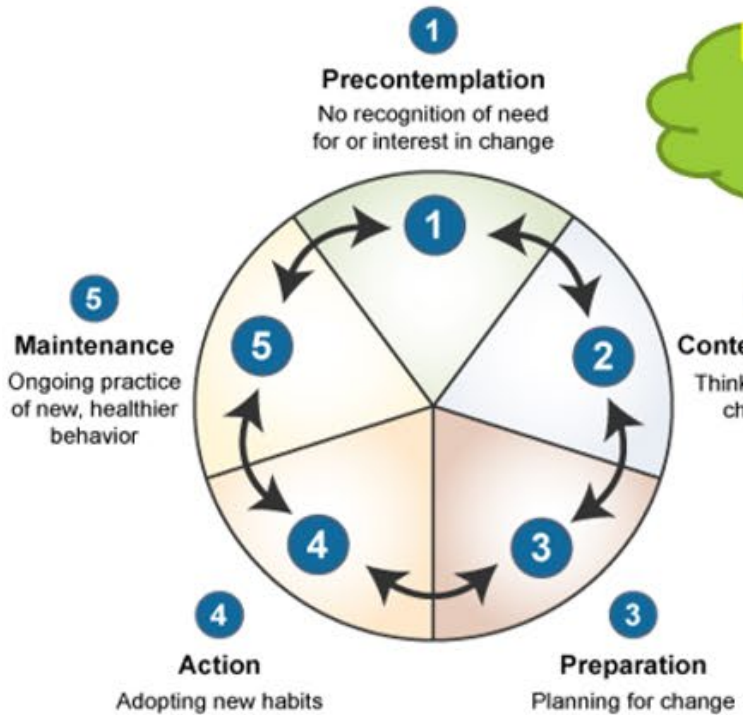 1
Precontemplation
No recognition of need
for or interest in change
1
2
3
4
5
5
Maintenance
Ongoing practice
of new, healthier
behavior
4
Action
Adopting new habits
3
Preparation
Planning for change